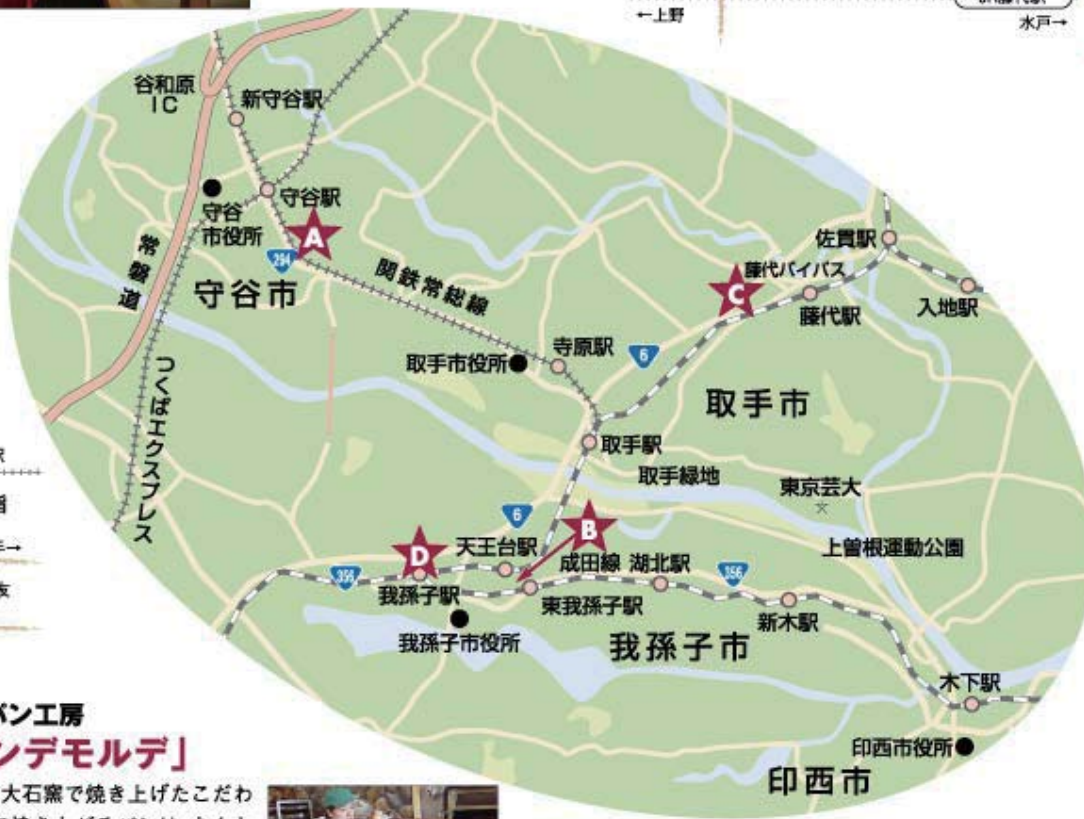 ←上野
水戸→
谷和原
IC
新守谷駅
守谷駅
守谷
市役所
A
294
常磐道
守谷市
関鉄常総線
つくばエクスプレス
佐貫駅
藤代バイパス
C
藤代駅
入地駅
取手市役所
寺原駅
6
取手市
取手駅
取手緑地
東京芸大
上曽根運動公園
6
B
D
天王台駅
成田線
湖北駅
356
356
我孫子駅
東我孫子駅
新木駅
我孫子市役所
我孫子市
木下駅
印西市役所
印西市
駅
パン工房
ンデモルデ」
大石窯で焼き上げたこだわ